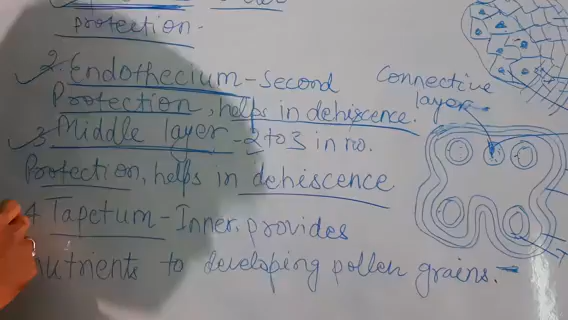 protection-
2. Endothecium - Second
Protection, helps in dehiscence.
3 Middle layer - 2 to 3 in no.
Protection, helps in dehiscence
4 Tapetum - Inner, provides
nutrients to developing pollen grains.
Connective
layer